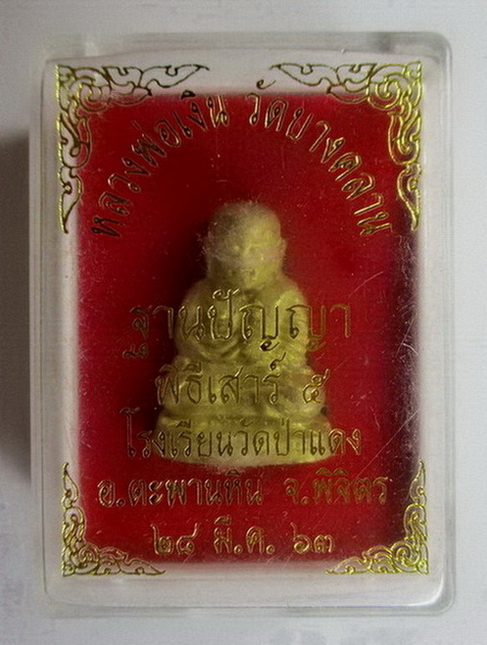 หลวงพ่อเงิน วัดบางคลาน
ฐานปัญญา
พิธีเสาร์ ๕
โรงเรียนวัดป่าแดง
อ.ตะพานหิน จ.พิจิตร
๒๘ มี.ค. ๖๓